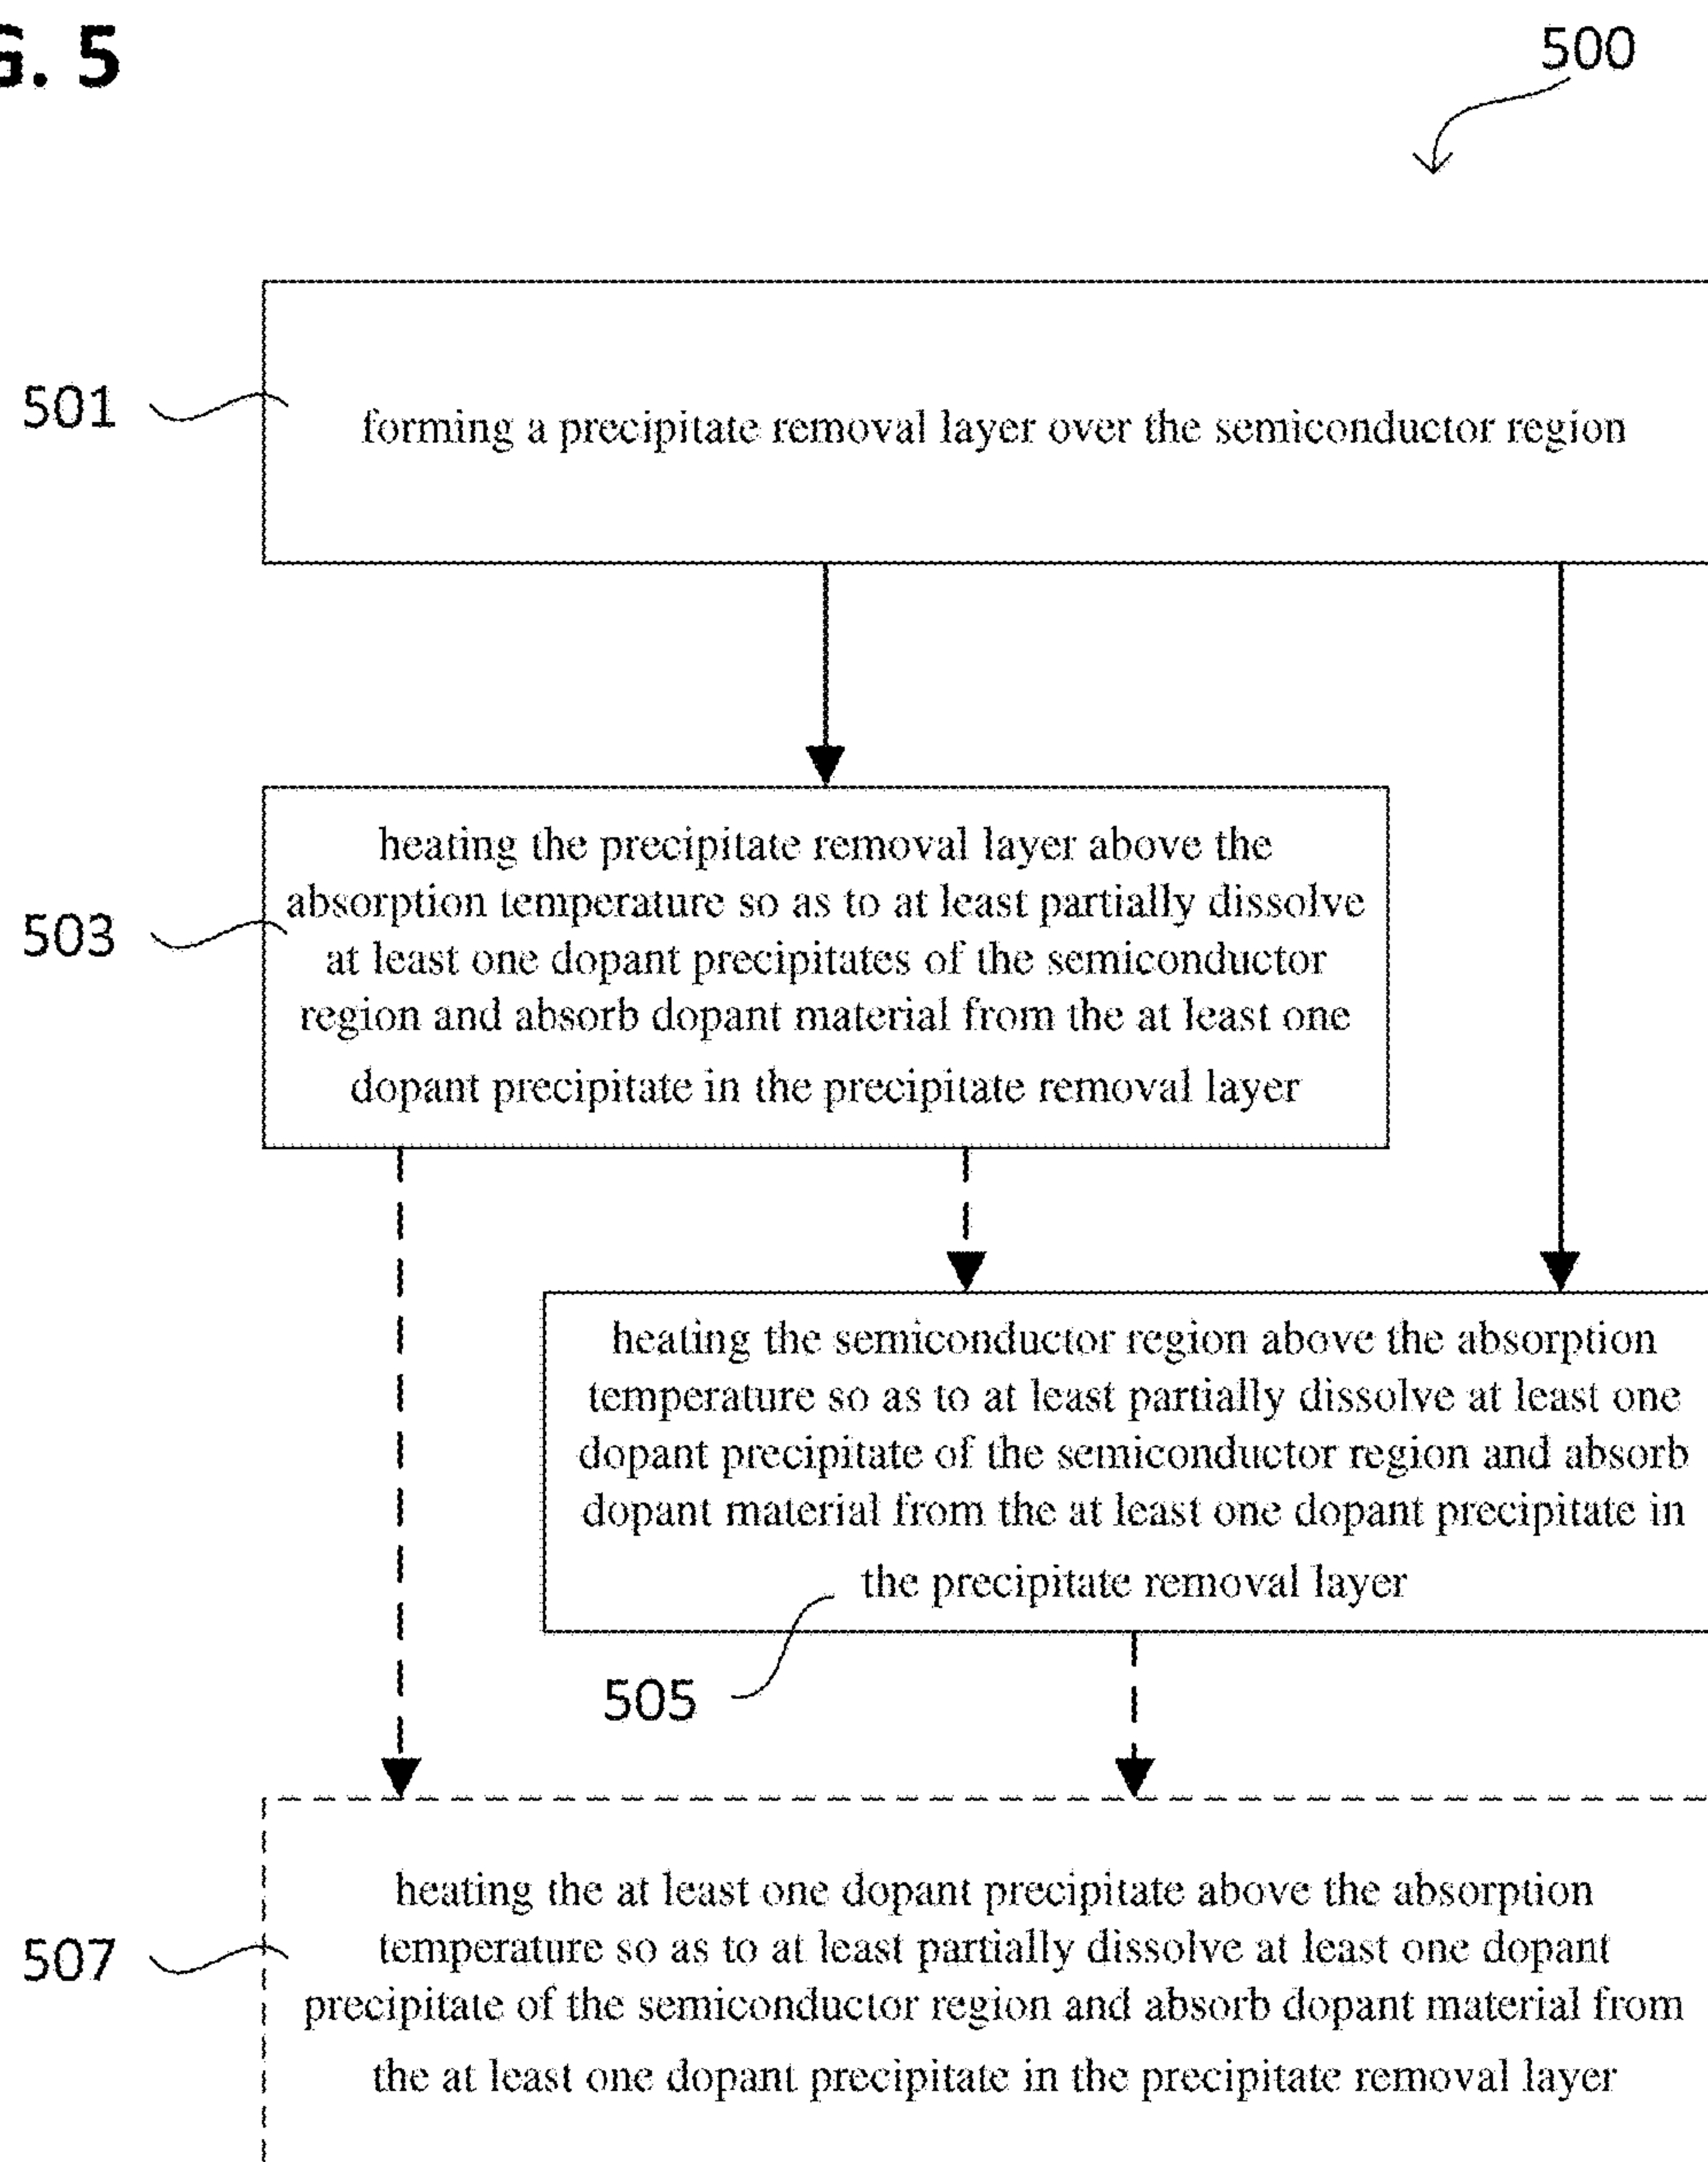 G. 5
500
501
forming a precipitate removal layer over the semiconductor region
503
heating the precipitate removal layer above the
absorption temperature so as to at least partially dissolve
at least one dopant precipitates of the semiconductor
region and absorb dopant material from the at least one
dopant precipitate in the precipitate removal layer
heating the semiconductor region above the absorption
temperature so as to at least partially dissolve at least one
dopant precipitate of the semiconductor region and absorb
dopant material from the at least one dopant precipitate in
the precipitate removal layer
505
507
heating the at least one dopant precipitate above the absorption
temperature so as to at least partially dissolve at least one dopant
precipitate of the semiconductor region and absorb dopant material from
the at least one dopant precipitate in the precipitate removal layer